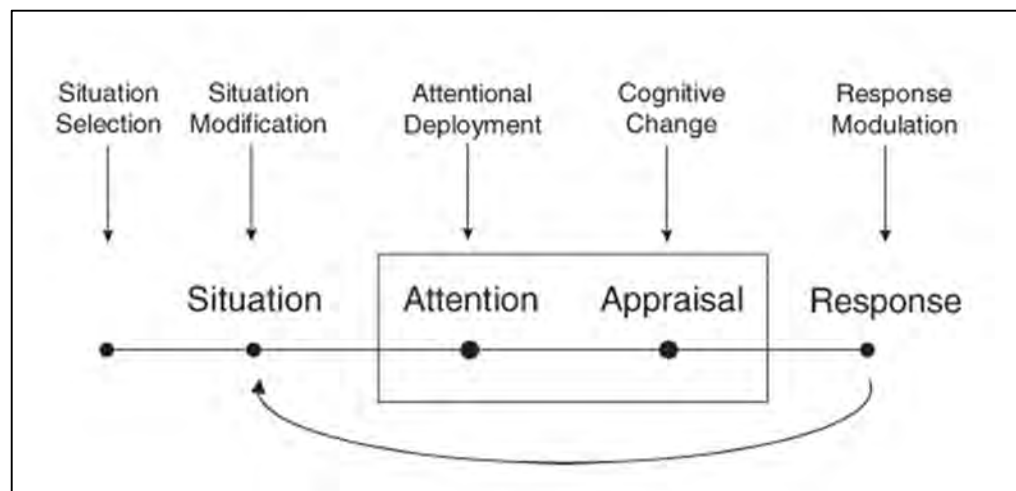 Situation Selection
Situation Modification
Attentional Deployment
Cognitive Change
Response Modulation
Situation
Attention
Appraisal
Response